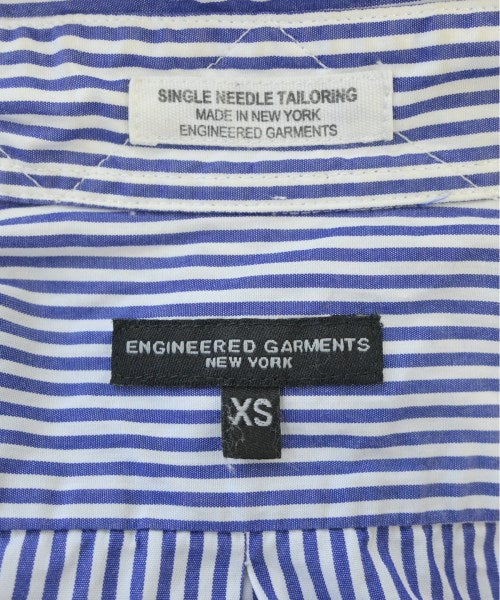 SINGLE NEEDLE TAILORING
MADE IN NEW YORK
ENGINEERED GARMENTS
ENGINEERED GARMENTS
NEW YORK
XS